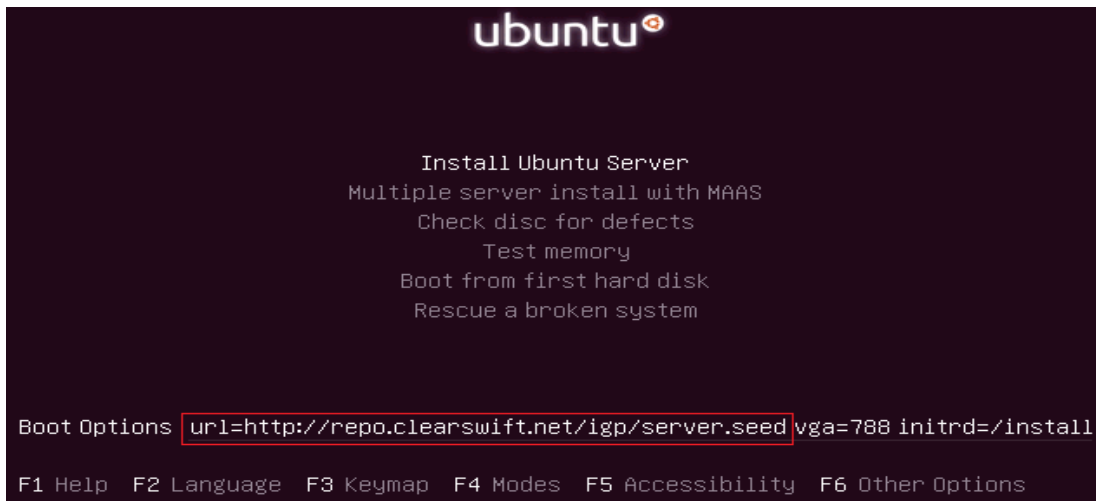 ubuntu
Install Ubuntu Server
Multiple server install with MAAS
Check disc for defects
Test memory
Boot from first hard disk
Rescue a broken system
Boot Options url=http://repo.clearswift.net/igp/server.seed vga=788 initrd=/install
F1 Help F2 Language F3 Keymap F4 Modes F5 Accessibility F6 Other Options